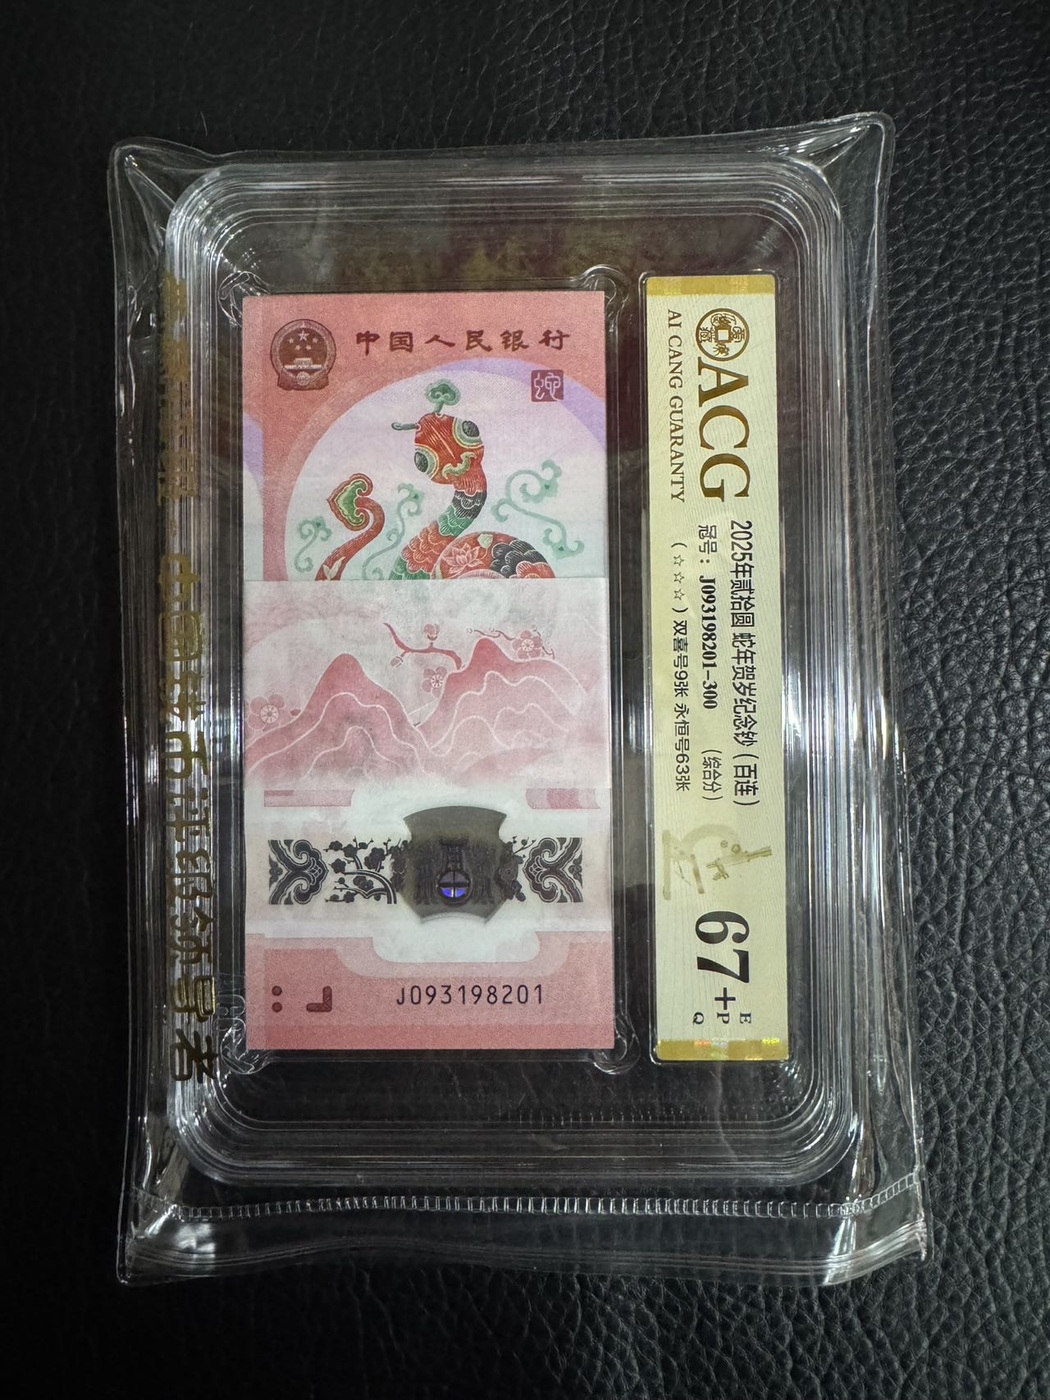 中国人民银行
J093198201
ACG
AI CANG GUARANTY
2025年贰拾圆 蛇年贺岁纪念钞（百连）
冠号：J093198201-300 （综合分）
（☆☆☆）双喜号9张 永恒号63张
67+
E
P
Q